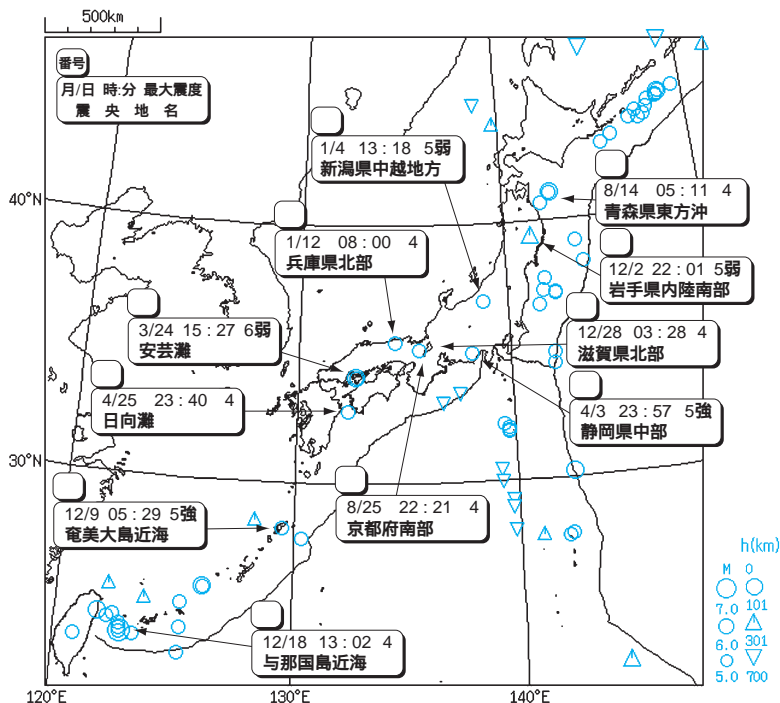 500km
番号
月/日 時:分 最大震度
震央地名
1/4 13:18 5弱
新潟県中越地方
8/14 05:11 4
青森県東方沖
40°N
1/12 08:00 4
兵庫県北部
12/2 22:01 5弱
岩手県内陸南部
3/24 15:27 6弱
安芸灘
12/28 03:28 4
滋賀県北部
4/25 23:40 4
日向灘
4/3 23:57 5強
静岡県中部
30°N
12/9 05:29 5強
奄美大島近海
8/25 22:21 4
京都府南部
h(km)
M 0
7.0 101
6.0 301
5.0 700
12/18 13:02 4
与那国島近海
120°E 130°E 140°E